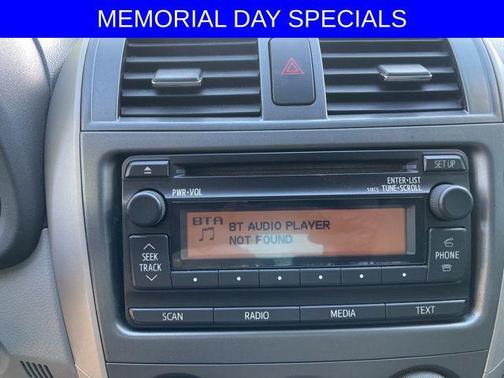 MEMORIAL DAY SPECIALS
SET UP
PWR•VOL
ENTER•LIST
TUNE•SCROLL
BTA
BT AUDIO PLAYER
NOT FOUND
SEEK
TRACK
PHONE
SCAN
RADIO
MEDIA
TEXT